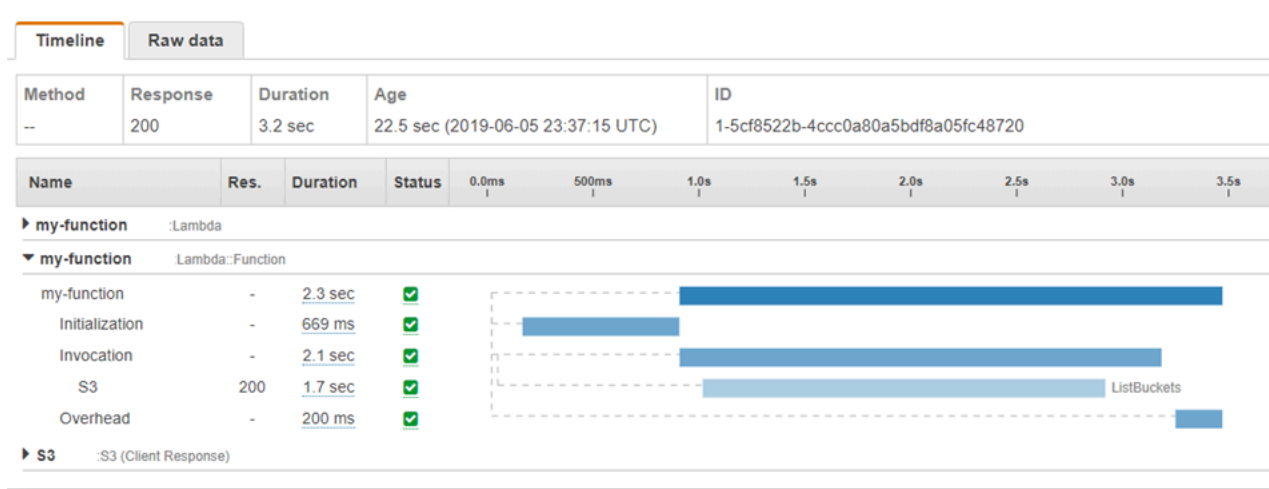 Timeline Raw data
Method Response Duration Age ID
-- 200 3.2 sec 22.5 sec (2019-06-05 23:37:15 UTC) 1-5cf8522b-4ccc0a80a5bdf8a05fc48720
Name Res. Duration Status 0.0ms 500ms 1.0s 1.5s 2.0s 2.5s 3.0s 3.5s
my-function :Lambda
my-function :Lambda::Function
my-function - 2.3 sec
Initialization - 669 ms
Invocation - 2.1 sec
S3 200 1.7 sec ListBuckets
Overhead - 200 ms
S3 :S3 (Client Response)